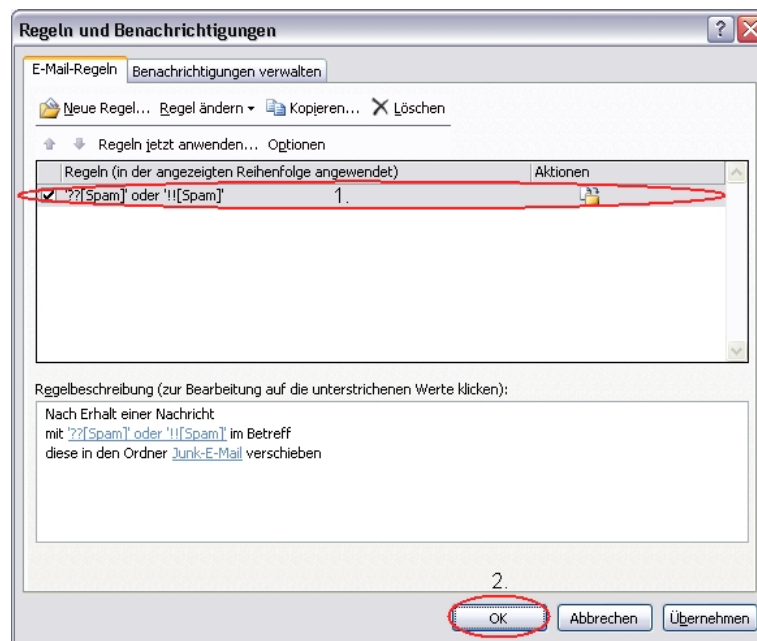 Regeln und Benachrichtigungen
E-Mail-Regeln Benachrichtigungen verwalten
Neue Regel... Regel ändern Kopieren... Löschen
Regeln jetzt anwenden... Optionen
Regeln (in der angezeigten Reihenfolge angewendet) Aktionen
'??[Spam]' oder '!![Spam]' 1.
Regelbeschreibung (zur Bearbeitung auf die unterstrichenen Werte klicken):
Nach Erhalt einer Nachricht
mit '??[Spam]' oder '!![Spam]' im Betreff
diese in den Ordner Junk-E-Mail verschieben
2.
OK Abbrechen Übernehmen